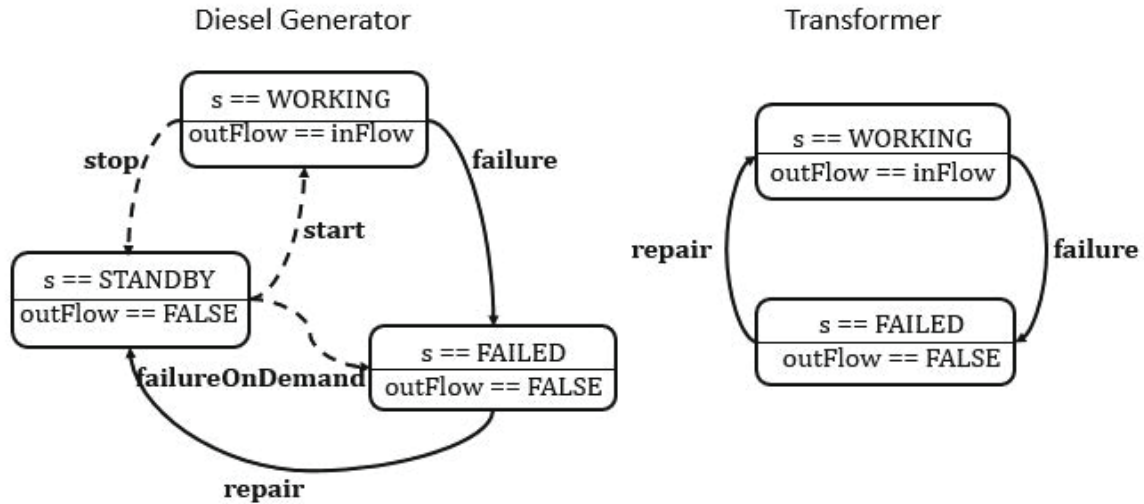 Diesel Generator
s == WORKING
outFlow == inFlow
stop
failure
start
s == STANDBY
outFlow == FALSE
failureOnDemand
s == FAILED
outFlow == FALSE
repair
Transformer
s == WORKING
outFlow == inFlow
repair
failure
s == FAILED
outFlow == FALSE